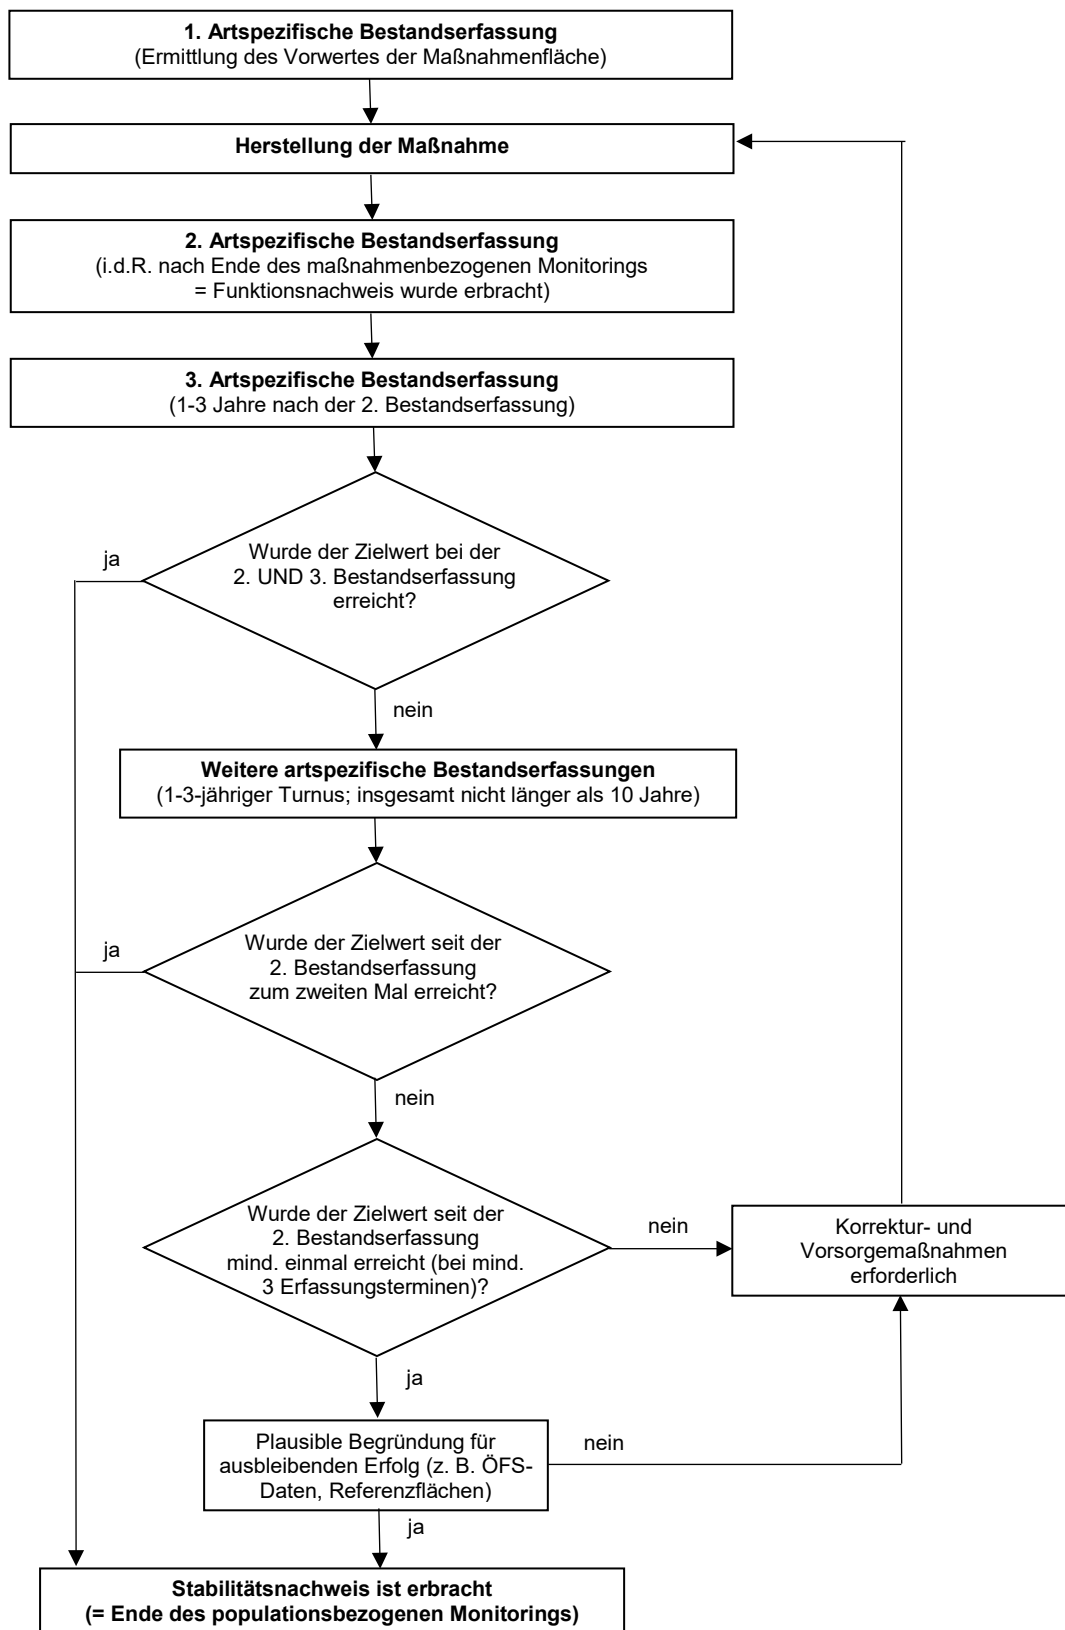 1. Artspezifische Bestandserfassung
(Ermittlung des Vorwertes der Maßnahmenfläche)
Herstellung der Maßnahme
2. Artspezifische Bestandserfassung
(i.d.R. nach Ende des maßnahmenbezogenen Monitorings
= Funktionsnachweis wurde erbracht)
3. Artspezifische Bestandserfassung
(1-3 Jahre nach der 2. Bestandserfassung)
Wurde der Zielwert bei der
2. UND 3. Bestandserfassung
erreicht?
ja
nein
Weitere artspezifische Bestandserfassungen
(1-3-jähriger Turnus; insgesamt nicht länger als 10 Jahre)
Wurde der Zielwert seit der
2. Bestandserfassung
zum zweiten Mal erreicht?
ja
nein
Wurde der Zielwert seit der
2. Bestandserfassung
mind. einmal erreicht (bei mind.
3 Erfassungsterminen)?
nein
Korrektur- und
Vorsorgemaßnahmen
erforderlich
ja
Plausible Begründung für
ausbleibenden Erfolg (z. B. ÖFS-
Daten, Referenzflächen)
nein
ja
Stabilitätsnachweis ist erbracht
(= Ende des populationsbezogenen Monitorings)